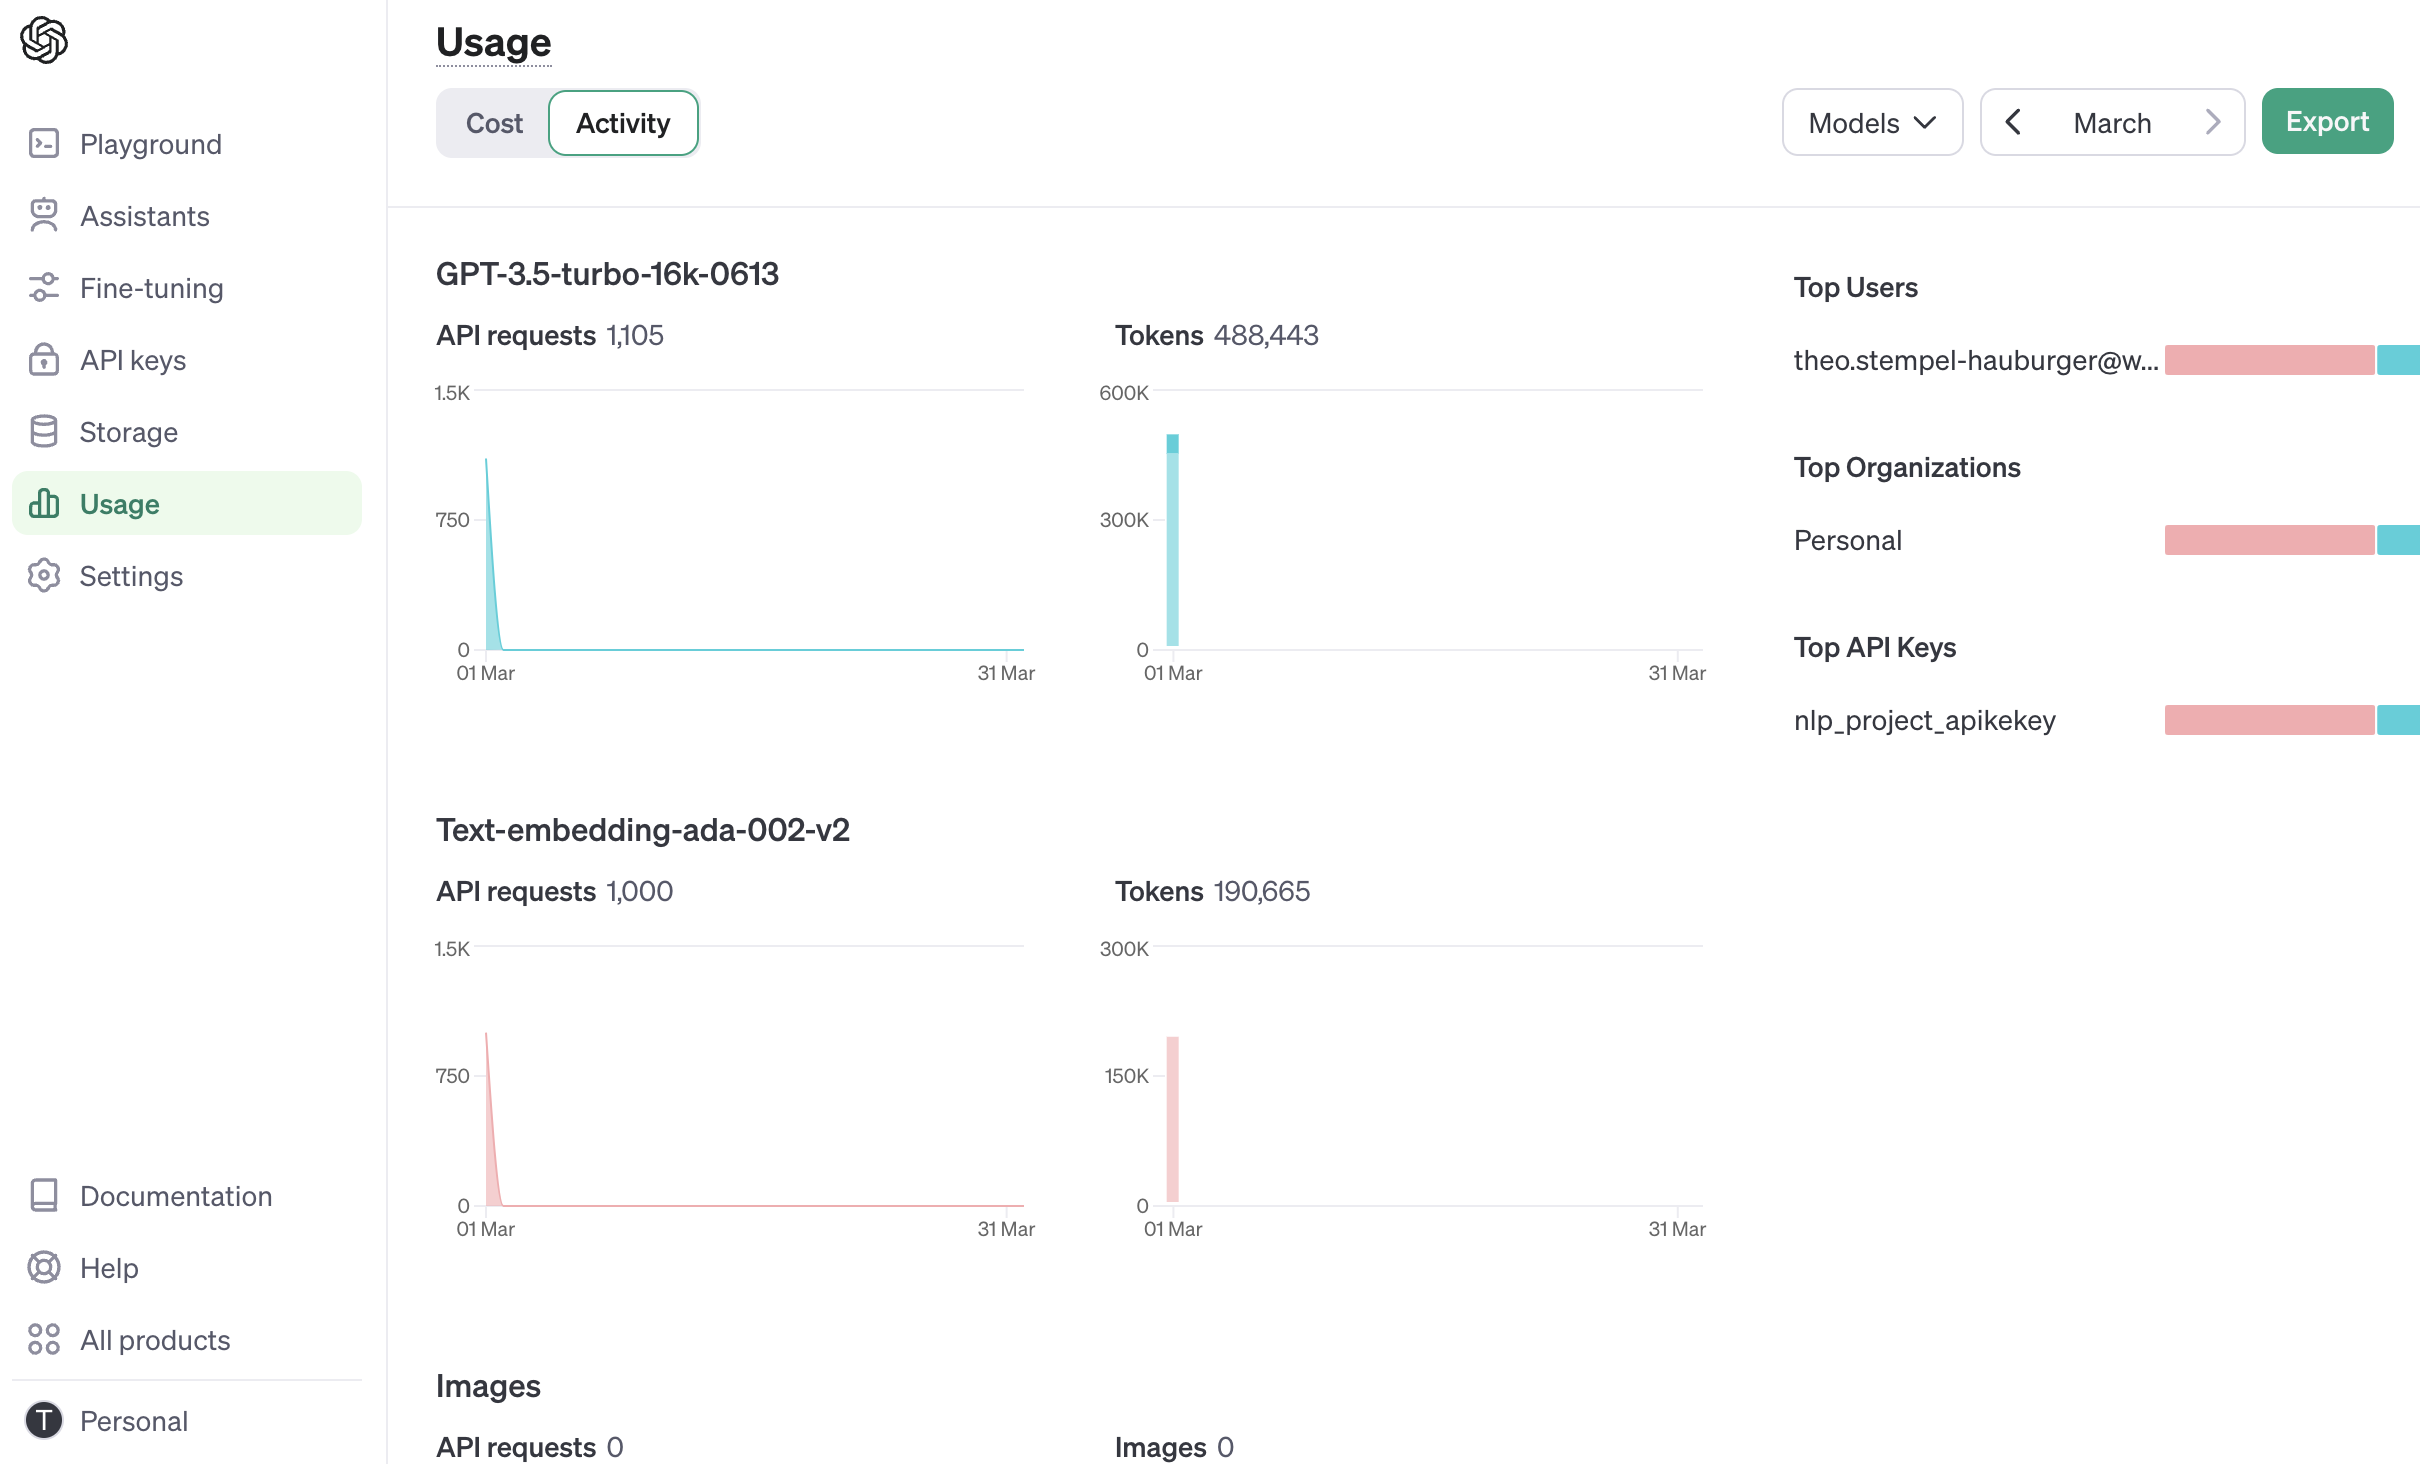 Usage
Cost Activity
Models
March
Export
Playground
Assistants
Fine-tuning
API keys
Storage
Usage
Settings
GPT-3.5-turbo-16k-0613
API requests 1,105
1.5K
750
0
01 Mar
31 Mar
Tokens 488,443
600K
300K
0
01 Mar
31 Mar
Top Users
theo.stempel-hauburger@w...
Top Organizations
Personal
Top API Keys
nlp_project_apikekey
Text-embedding-ada-002-v2
API requests 1,000
1.5K
750
0
01 Mar
31 Mar
Tokens 190,665
300K
150K
0
01 Mar
31 Mar
Images
API requests 0
Images 0
Documentation
Help
All products
T Personal